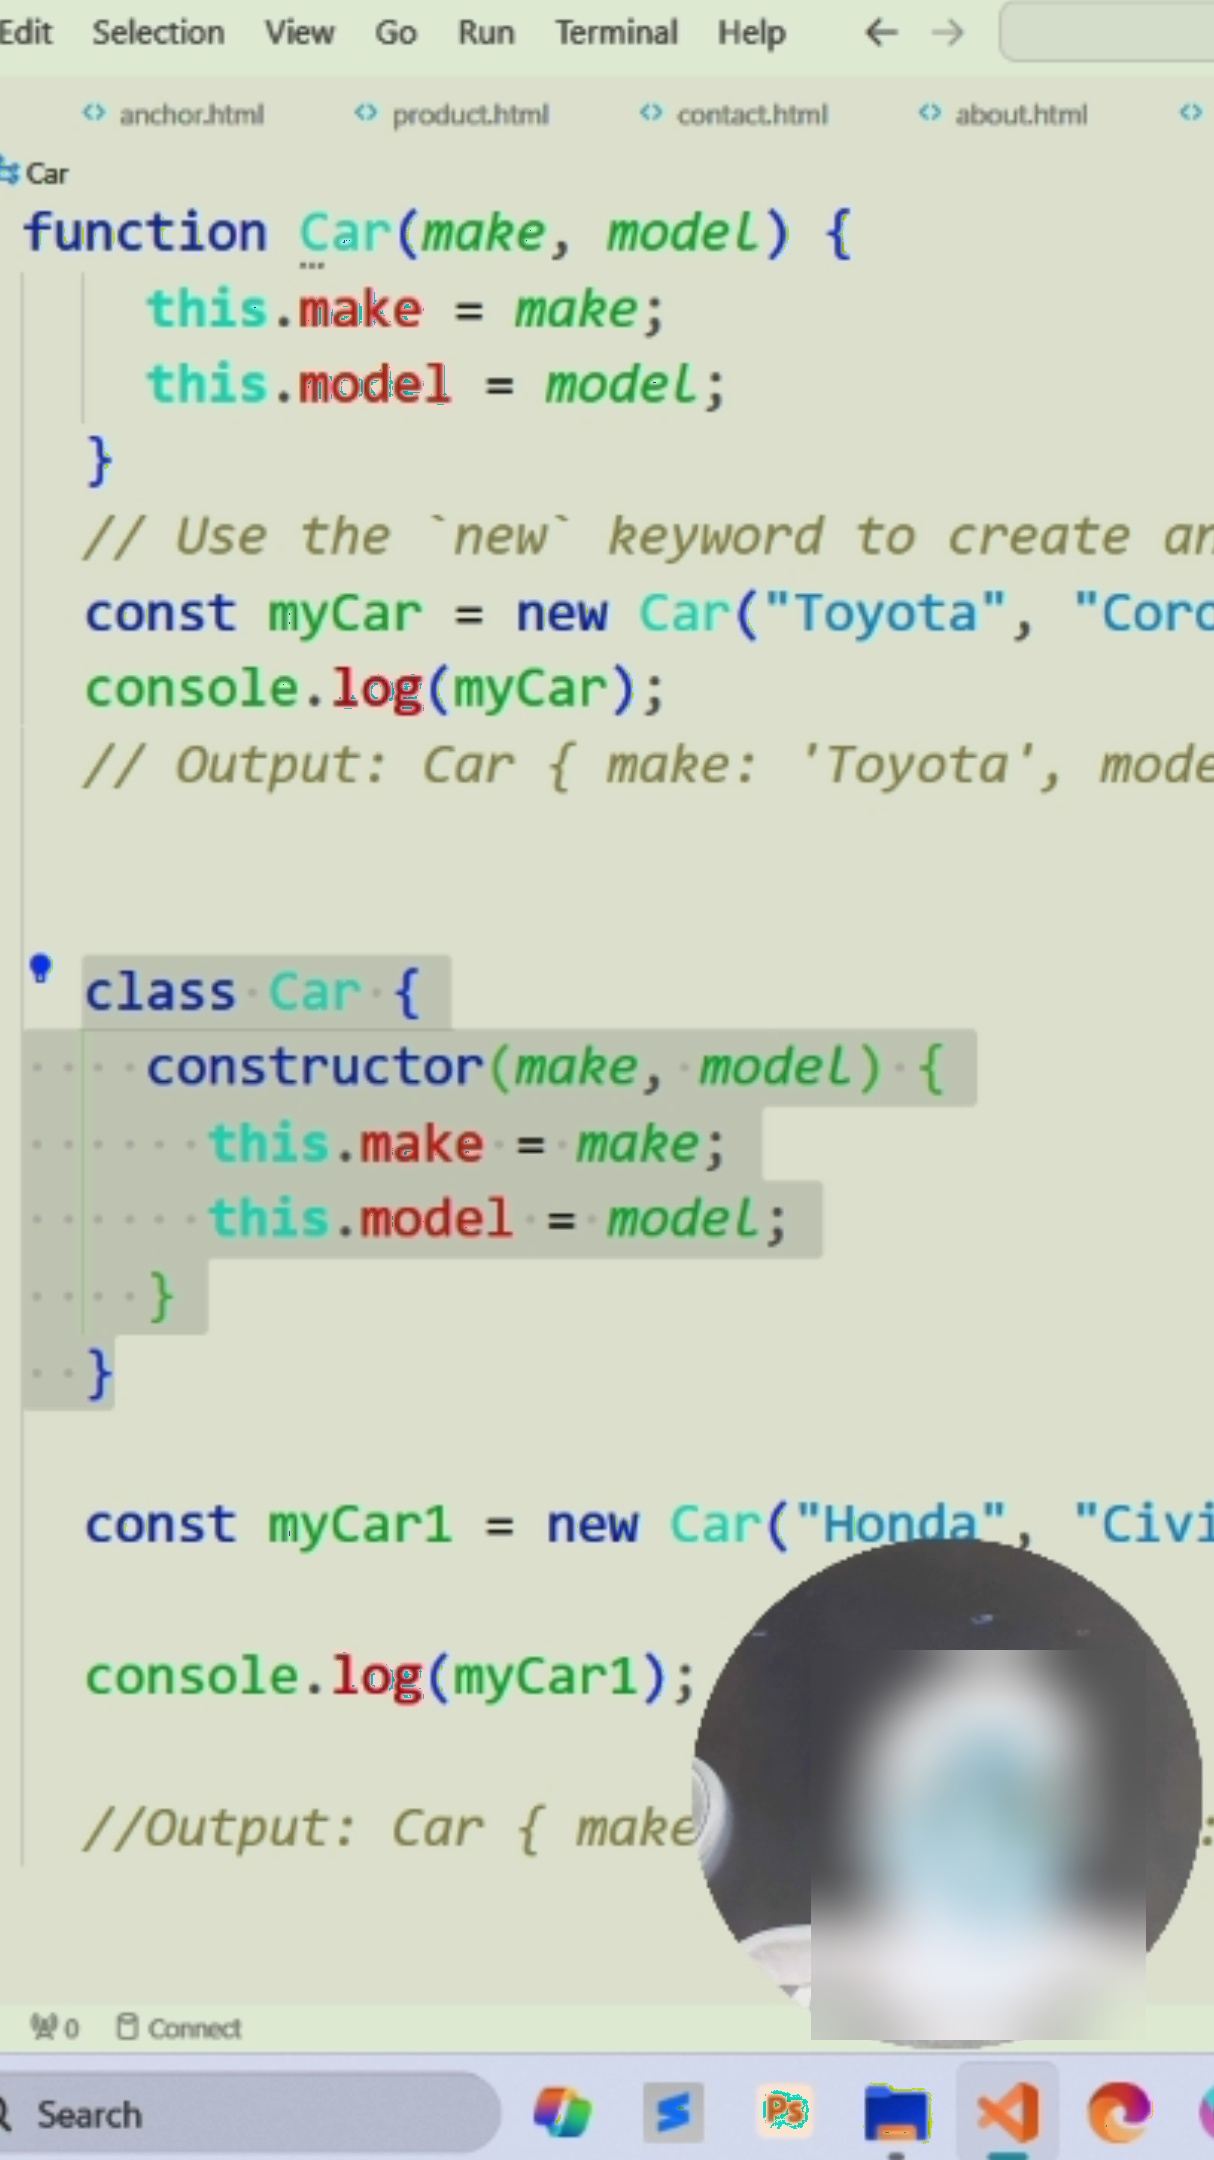 Edit Selection View Go Run Terminal Help
anchor.html product.html contact.html about.html
Car
function Car(make, model) {
this.make = make;
this.model = model;
}
// Use the `new` keyword to create an
const myCar = new Car("Toyota", "Coro
console.log(myCar);
// Output: Car { make: 'Toyota', mode
class Car {
constructor(make, model) {
this.make = make;
this.model = model;
}
}
const myCar1 = new Car("Honda", "Civi
console.log(myCar1);
//Output: Car { make :
0 Connect
Search Ps